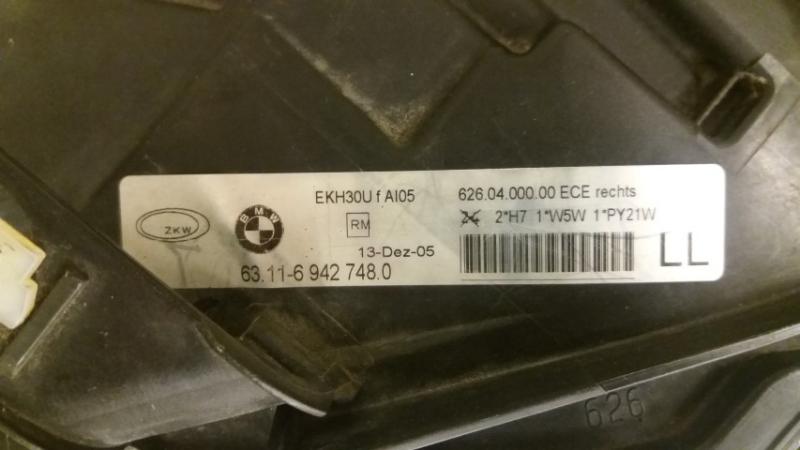 EKH30U f AI05
626.04.000.00 ECE rechts
ZKW
BMW
RM
2*H7 1*W5W 1*PY21W
13-Dez-05
63.11-6 942 748.0
LL
626